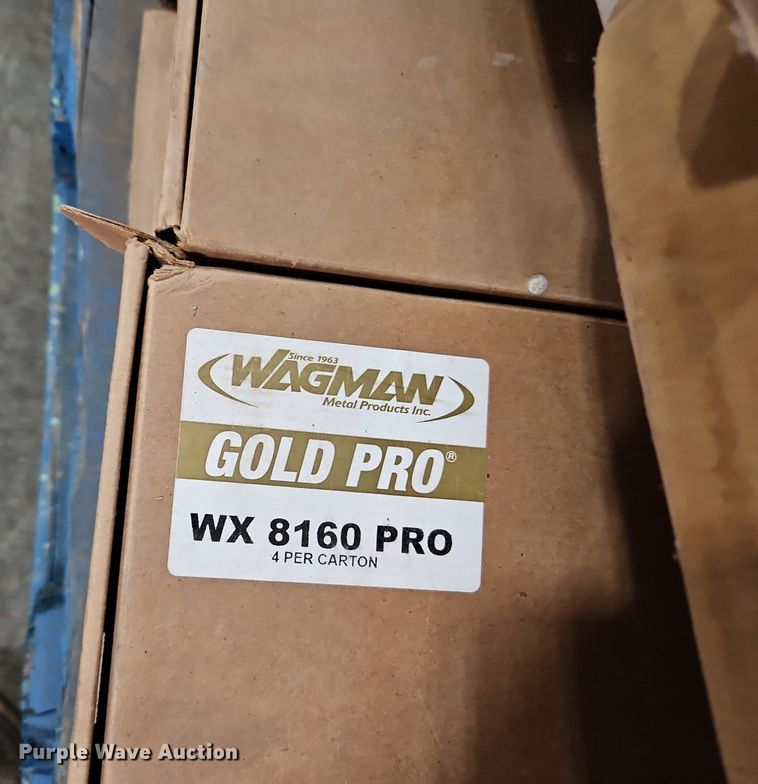 Since 1963
WAGMAN
Metal Products Inc.
GOLD PRO®
WX 8160 PRO
4 PER CARTON
Purple Wave Auction